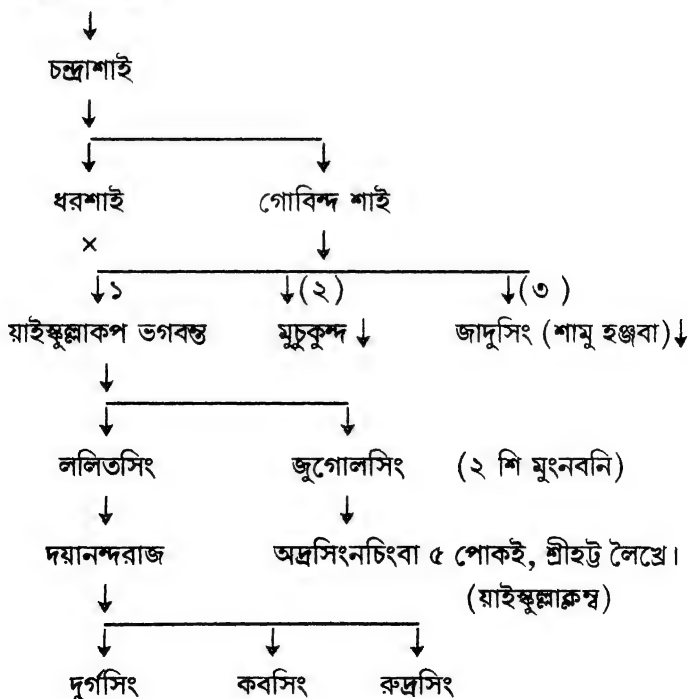 চন্দ্রাশাই
ধরশাই গোবিন্দ শাই
×
১ (২) (৩)
য়াইস্কুল্লাকপ ভগবন্ত মুচুকুন্দ জাদুসিং (শামু হঞ্জবা)
ললিতসিং জুগোলসিং (২ শি মুংনবনি)
দয়ানন্দরাজ অদ্রসিংনচিংবা ৫ পোকই, শ্রীহট্ট লৈখ্রে।
(য়াইস্কুল্লাক্লম্ব)
দুর্গসিং কবসিং রুদ্রসিং